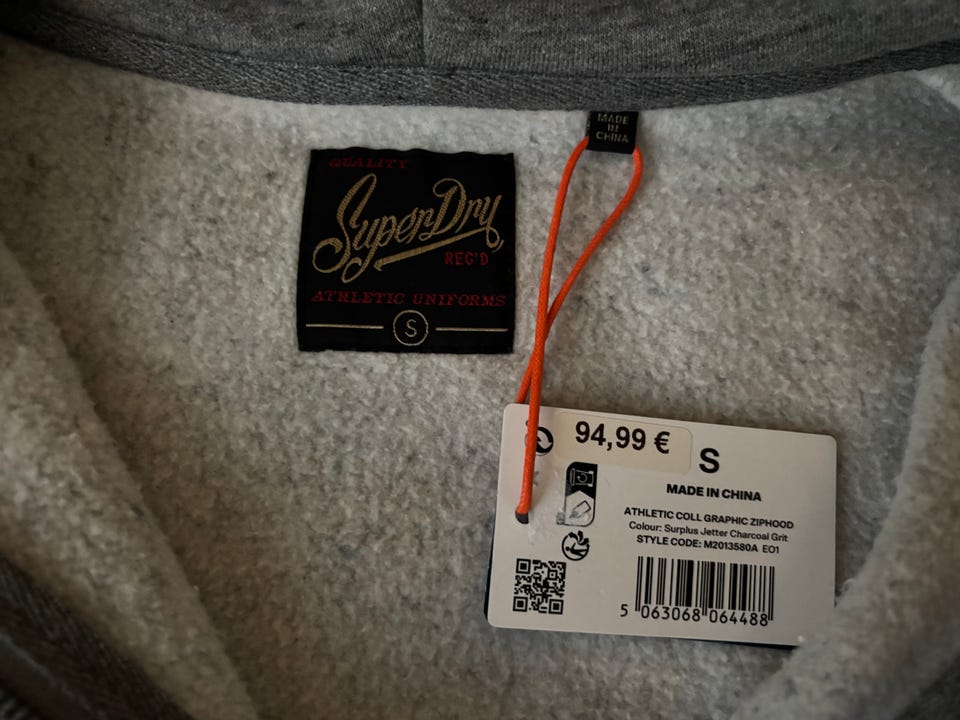 QUALITY
SuperDry
REG'D
ATHLETIC UNIFORMS
S
MADE
IN
CHINA
94,99 €
S
MADE IN CHINA
ATHLETIC COLL GRAPHIC ZIPHOOD
Colour: Surplus Jetter Charcoal Grit
STYLE CODE: M2013580A EO1
5 063068 064488